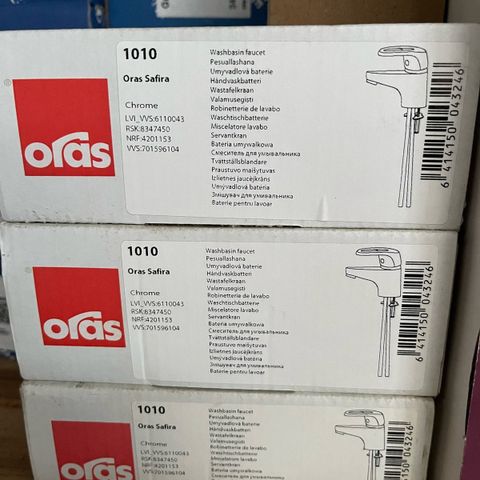 oras
1010
Oras Safira
Chrome
LVI_VVS:6110043
RSK:8347450
NRF:4201153
VVS:701596104
Washbasin faucet
Pesuallashana
Umyvadlová baterie
Håndvaskbatteri
Wastafelkraan
Valamusegisti
Robinetterie de lavabo
Waschtischbatterie
Miscelatore lavabo
Servantkran
Bateria umywalkowa
Смеситель для умывальника
Tvättställsblandare
Praustuvo maišytuvas
Izlietnes jaucējkrāns
Umývadlová batéria
Змішувач для умивальника
Baterie pentru lavoar
6 414150 043246
oras
1010
Oras Safira
Chrome
LVI_VVS:6110043
RSK:8347450
NRF:4201153
VVS:701596104
Washbasin faucet
Pesuallashana
Umyvadlová baterie
Håndvaskbatteri
Wastafelkraan
Valamusegisti
Robinetterie de lavabo
Waschtischbatterie
Miscelatore lavabo
Servantkran
Bateria umywalkowa
Смеситель для умывальника
Tvättställsblandare
Praustuvo maišytuvas
Izlietnes jaucējkrāns
Umývadlová batéria
Змішувач для умивальника
Baterie pentru lavoar
6 414150 043246
oras
1010
Oras Safira
Chrome
LVI_VVS:6110043
RSK:8347450
NRF:4201153
VVS:701596104
Washbasin faucet
Pesuallashana
Umyvadlová baterie
Håndvaskbatteri
Wastafelkraan
Valamusegisti
Robinetterie de lavabo
Waschtischbatterie
Miscelatore lavabo
Servantkran
Bateria umywalkowa
Смеситель для умывальника
043246